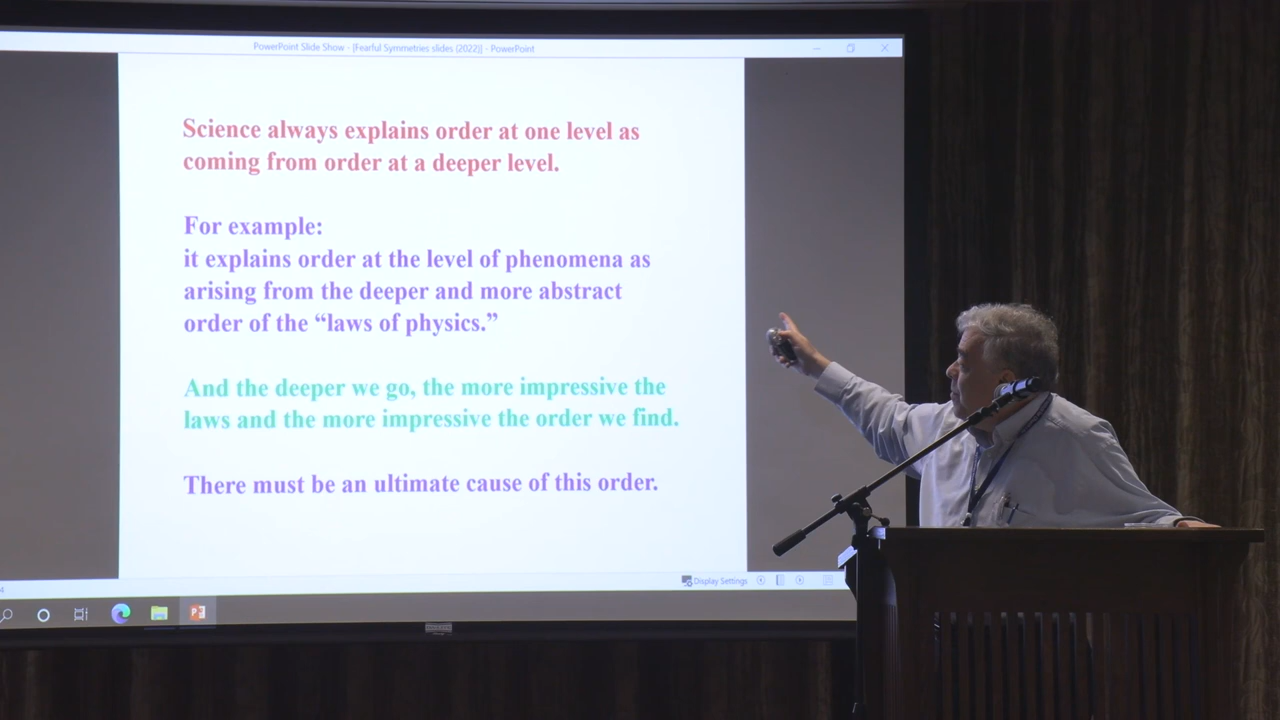 PowerPoint Slide Show - [Fearful Symmetries slides (2022)] - PowerPoint
Science always explains order at one level as
coming from order at a deeper level.
For example:
it explains order at the level of phenomena as
arising from the deeper and more abstract
order of the “laws of physics.”
And the deeper we go, the more impressive the
laws and the more impressive the order we find.
There must be an ultimate cause of this order.
Display Settings